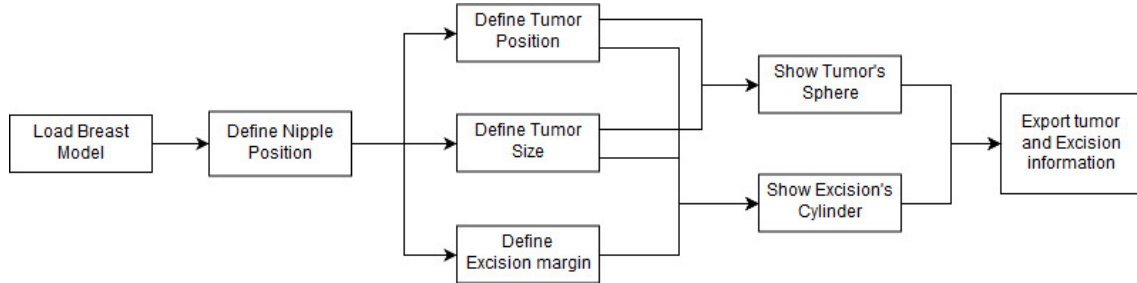 Load Breast
Model
Define Nipple
Position
Define Tumor
Position
Define Tumor
Size
Define
Excision margin
Show Tumor's
Sphere
Show Excision's
Cylinder
Export tumor
and Excision
information